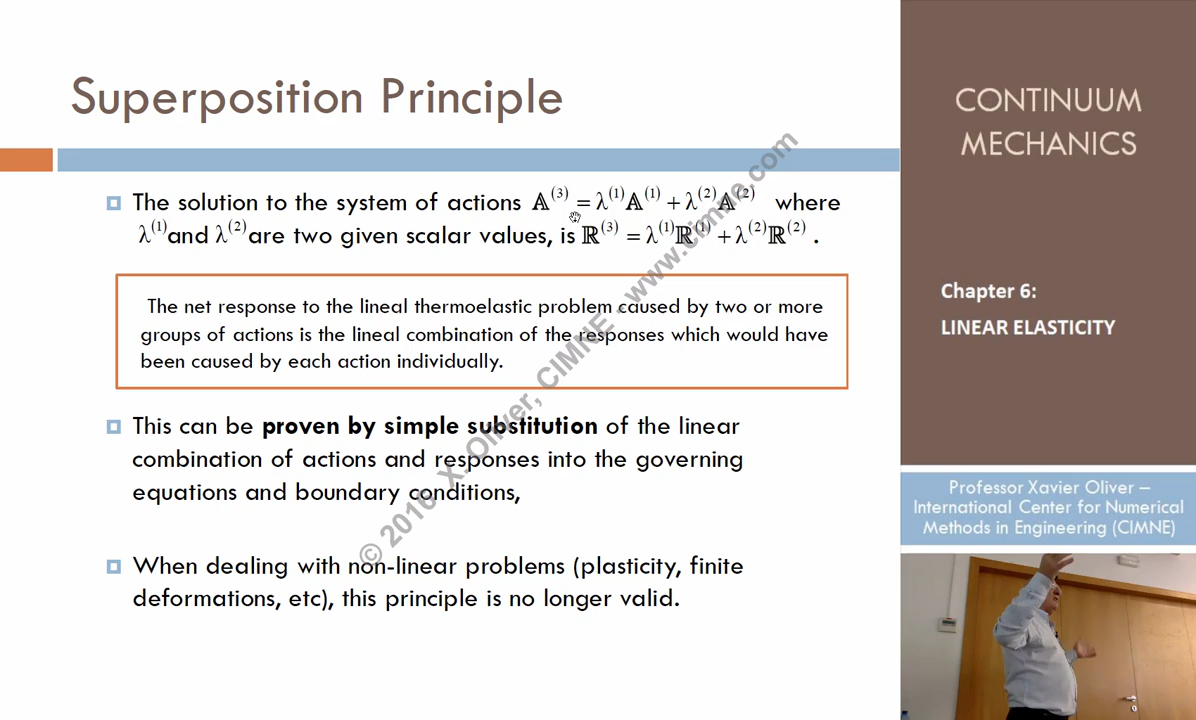 Superposition Principle
The solution to the system of actions 𝔸⁽³⁾ = λ⁽¹⁾𝔸⁽¹⁾ + λ⁽²⁾𝔸⁽²⁾ where
λ⁽¹⁾ and λ⁽²⁾ are two given scalar values, is ℝ⁽³⁾ = λ⁽¹⁾ℝ⁽¹⁾ + λ⁽²⁾ℝ⁽²⁾ .
The net response to the lineal thermoelastic problem caused by two or more
groups of actions is the lineal combination of the responses which would have
been caused by each action individually.
This can be proven by simple substitution of the linear
combination of actions and responses into the governing
equations and boundary conditions,
When dealing with non-linear problems (plasticity, finite
deformations, etc), this principle is no longer valid.
© 2016 X. Oliver, CIMNE - www.cimne.com
CONTINUUM
MECHANICS
Chapter 6:
LINEAR ELASTICITY
Professor Xavier Oliver –
International Center for Numerical
Methods in Engineering (CIMNE)